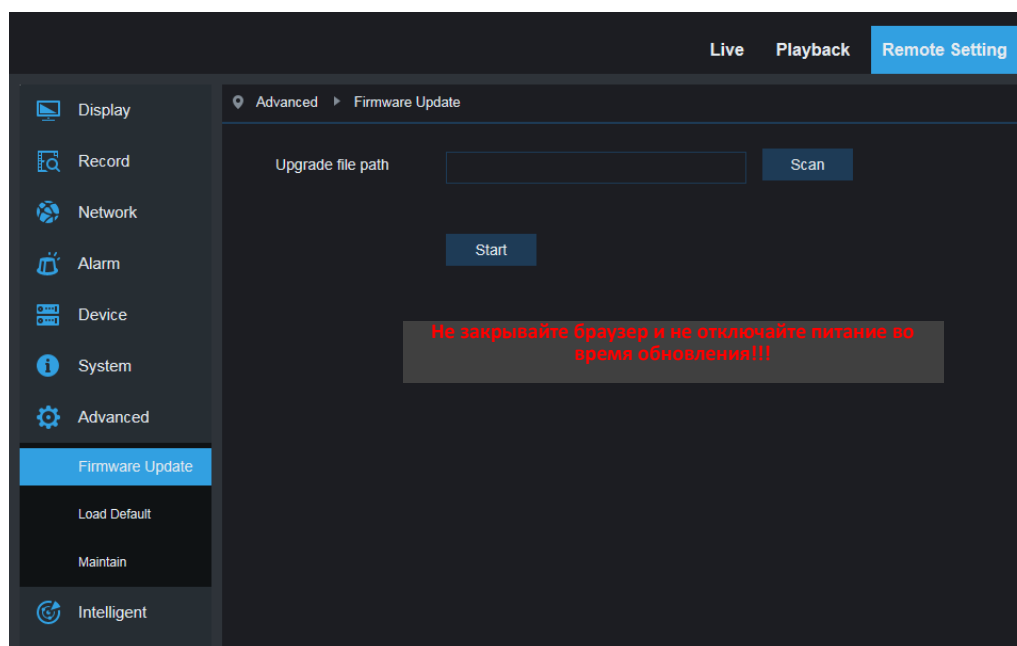 Live Playback Remote Setting
Display
Record
Network
Alarm
Device
System
Advanced
Firmware Update
Load Default
Maintain
Intelligent
Advanced Firmware Update
Upgrade file path Scan
Start
Не закрывайте браузер и не отключайте питание во
время обновления!!!